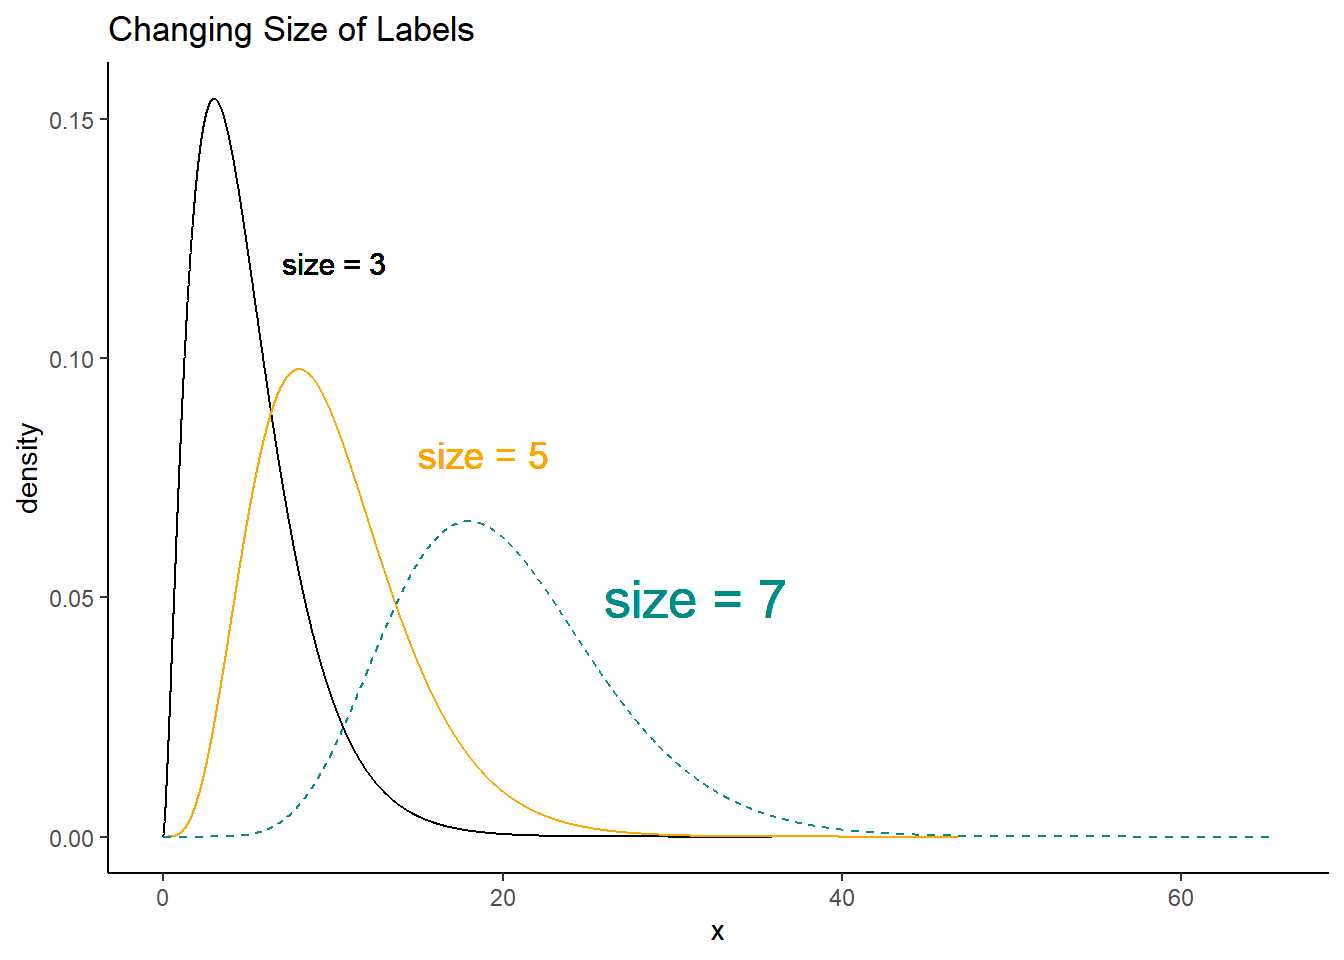 Changing Size of Labels
0.15
size = 3
0.10
density
size = 5
0.05
size = 7
0.00
0 20 40 60
x